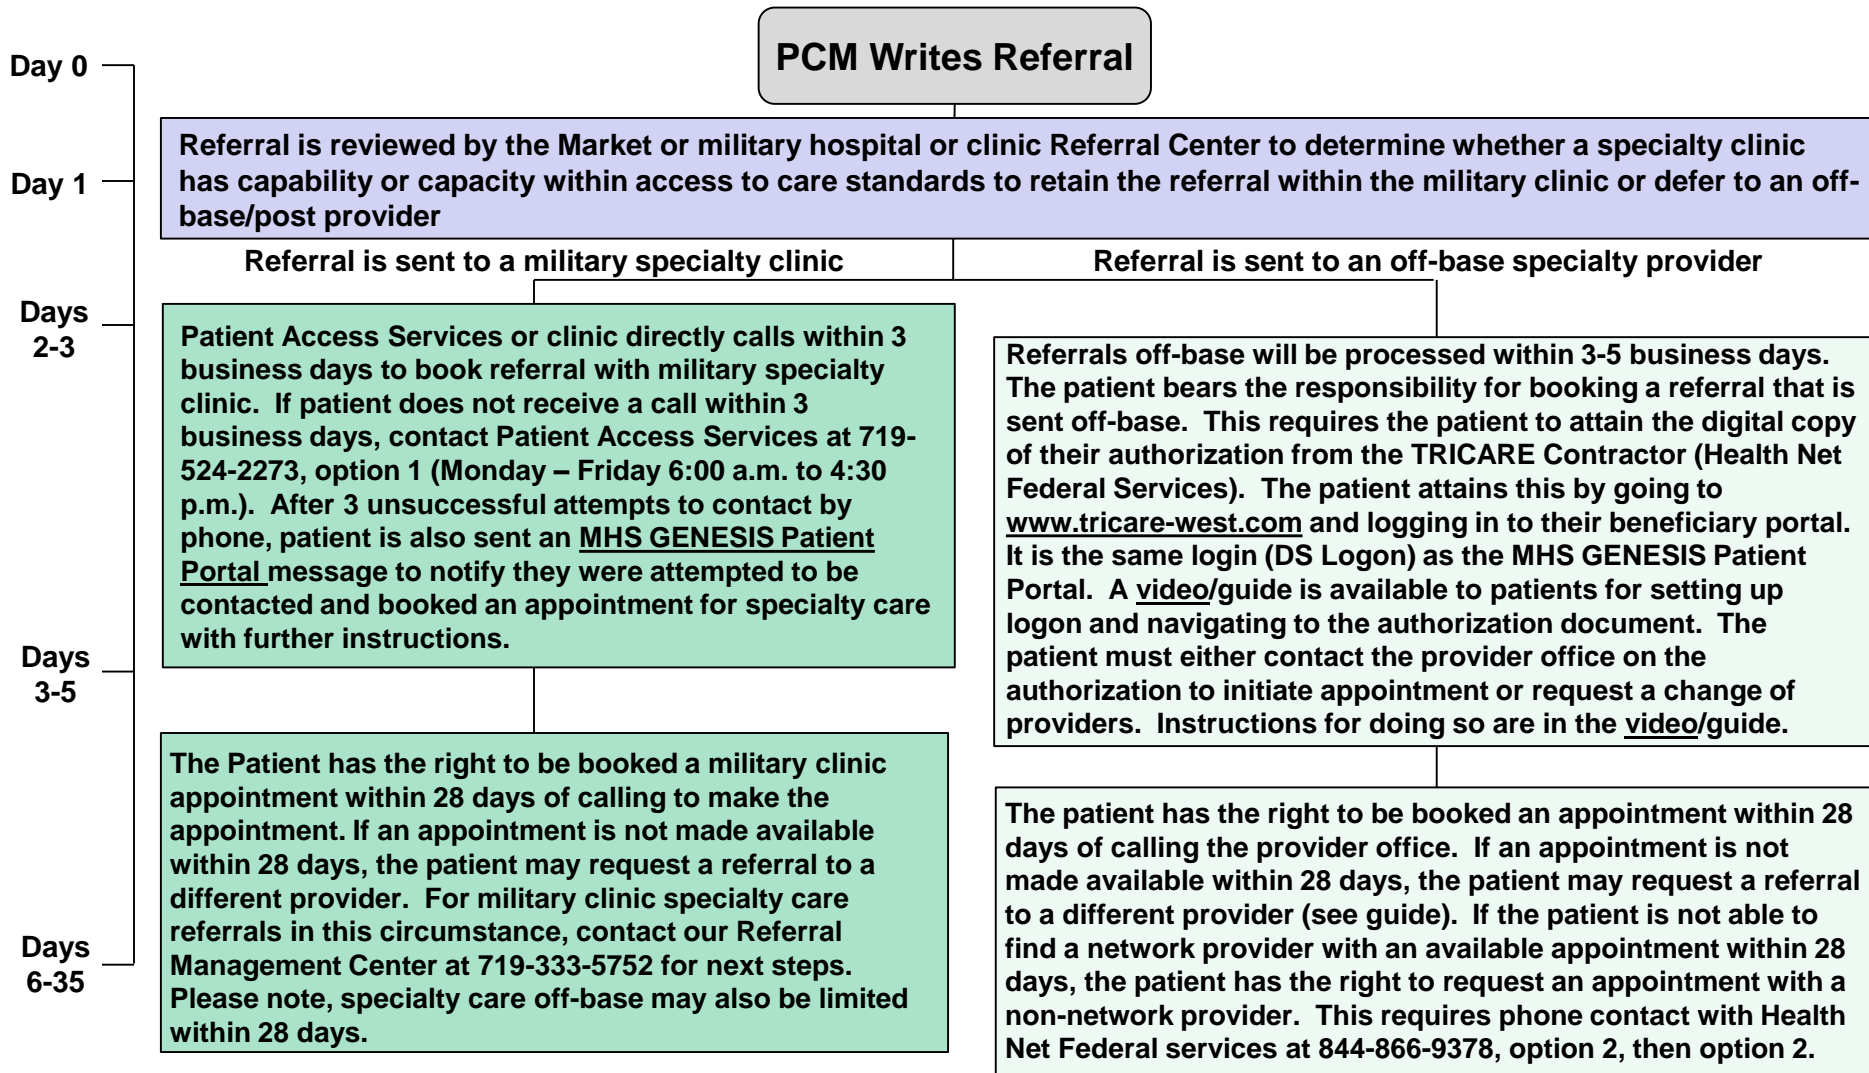 PCM Writes Referral
Day 0
Referral is reviewed by the Market or military hospital or clinic Referral Center to determine whether a specialty clinic
has capability or capacity within access to care standards to retain the referral within the military clinic or defer to an off-
base/post provider
Day 1
Referral is sent to a military specialty clinic
Referral is sent to an off-base specialty provider
Days
2-3
Patient Access Services or clinic directly calls within 3
business days to book referral with military specialty
clinic.  If patient does not receive a call within 3
business days, contact Patient Access Services at 719-
524-2273, option 1 (Monday – Friday 6:00 a.m. to 4:30
p.m.).  After 3 unsuccessful attempts to contact by
phone, patient is also sent an MHS GENESIS Patient
Portal message to notify they were attempted to be
contacted and booked an appointment for specialty care
with further instructions.
Referrals off-base will be processed within 3-5 business days.
The patient bears the responsibility for booking a referral that is
sent off-base.  This requires the patient to attain the digital copy
of their authorization from the TRICARE Contractor (Health Net
Federal Services).  The patient attains this by going to
www.tricare-west.com and logging in to their beneficiary portal.
It is the same login (DS Logon) as the MHS GENESIS Patient
Portal.  A video/guide is available to patients for setting up
logon and navigating to the authorization document.  The
patient must either contact the provider office on the
authorization to initiate appointment or request a change of
providers.  Instructions for doing so are in the video/guide.
Days
3-5
The Patient has the right to be booked a military clinic
appointment within 28 days of calling to make the
appointment. If an appointment is not made available
within 28 days, the patient may request a referral to a
different provider.  For military clinic specialty care
referrals in this circumstance, contact our Referral
Management Center at 719-333-5752 for next steps.
Please note, specialty care off-base may also be limited
within 28 days.
The patient has the right to be booked an appointment within 28
days of calling the provider office.  If an appointment is not
made available within 28 days, the patient may request a referral
to a different provider (see guide).  If the patient is not able to
find a network provider with an available appointment within 28
days, the patient has the right to request an appointment with a
non-network provider.  This requires phone contact with Health
Net Federal services at 844-866-9378, option 2, then option 2.
Days
6-35